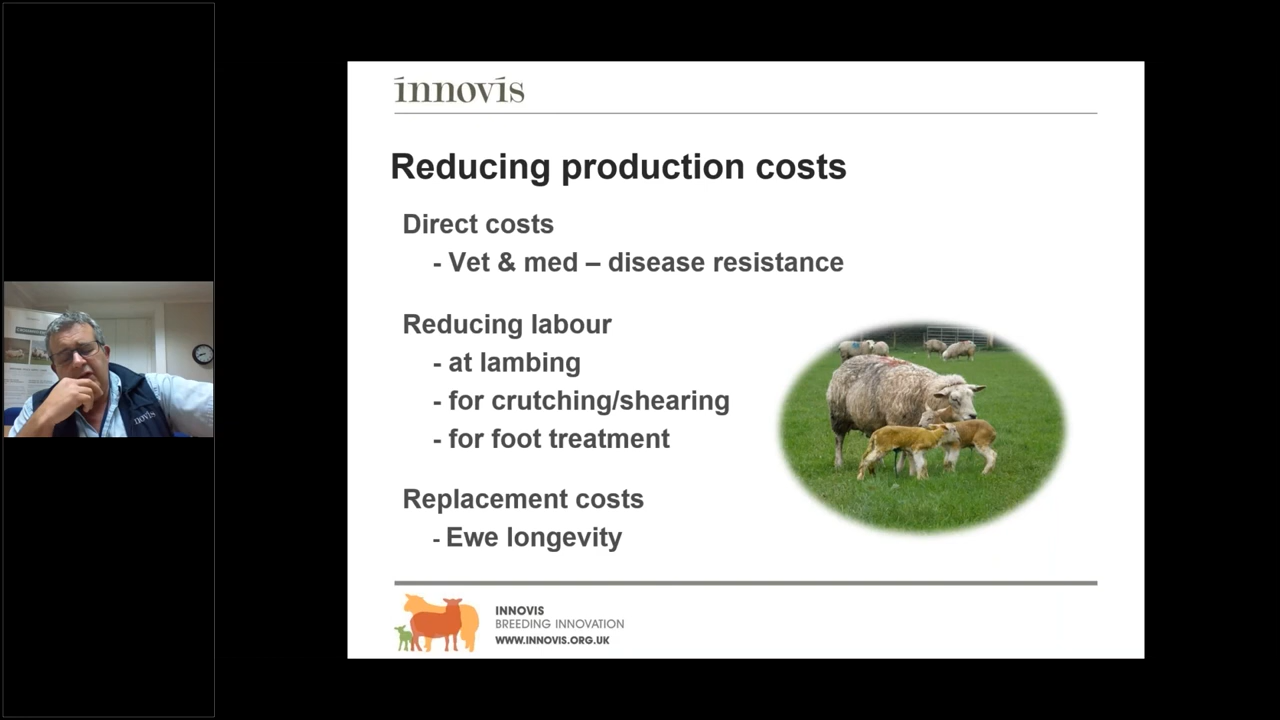 innovis
Reducing production costs
Direct costs
- Vet & med – disease resistance
Reducing labour
- at lambing
- for crutching/shearing
- for foot treatment
Replacement costs
- Ewe longevity
INNOVIS
BREEDING INNOVATION
WWW.INNOVIS.ORG.UK